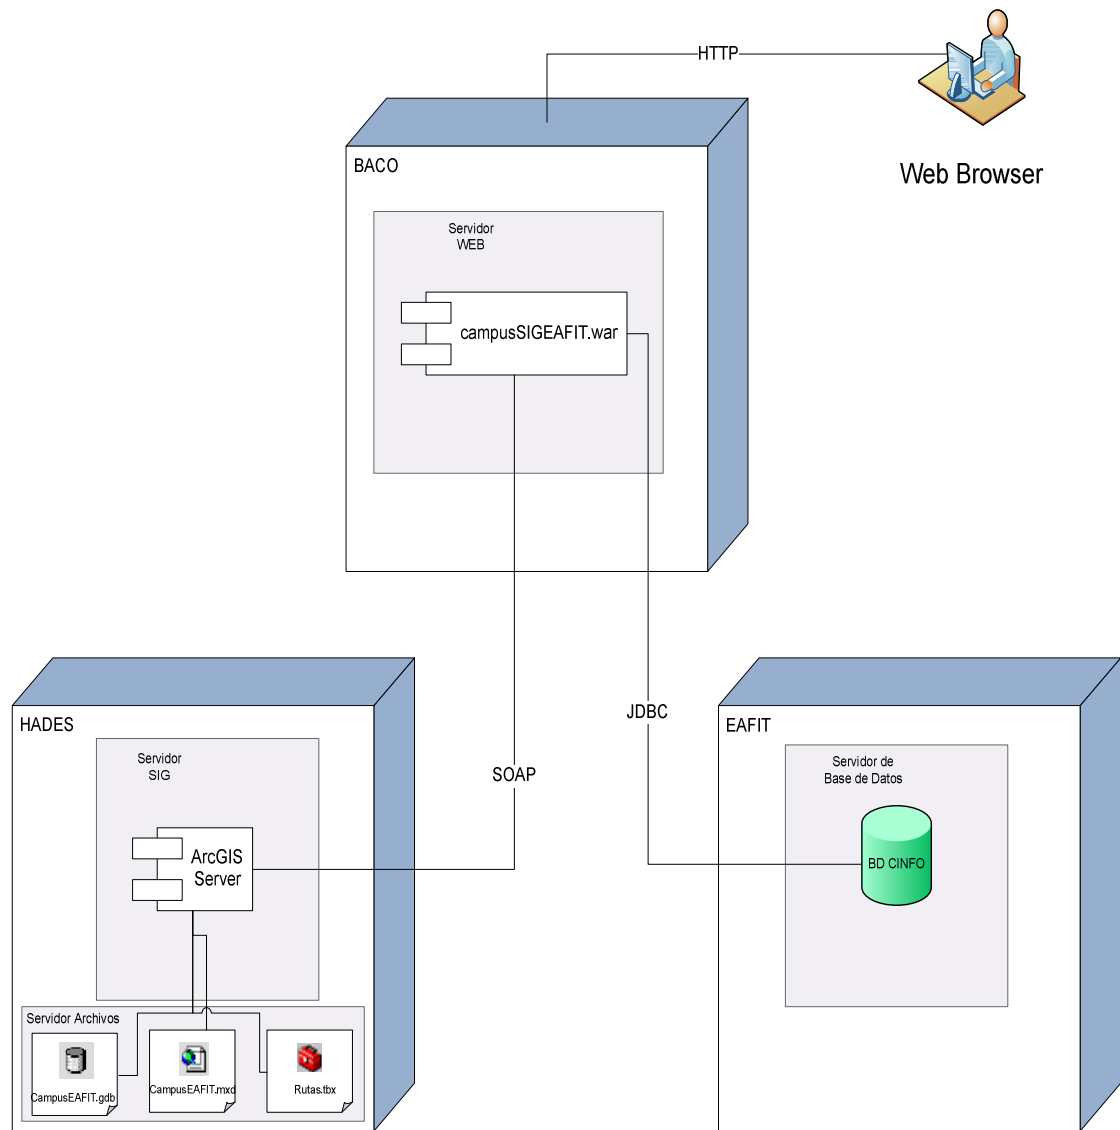 HTTP
Web Browser
BACO
Servidor
WEB
campusSIGEAFIT.war
HADES
Servidor
SIG
ArcGIS
Server
SOAP
JDBC
EAFIT
Servidor de
Base de Datos
BD CINFO
Servidor Archivos
CampusEAFIT.gdb
CampusEAFIT.mxd
Rutas.tbx